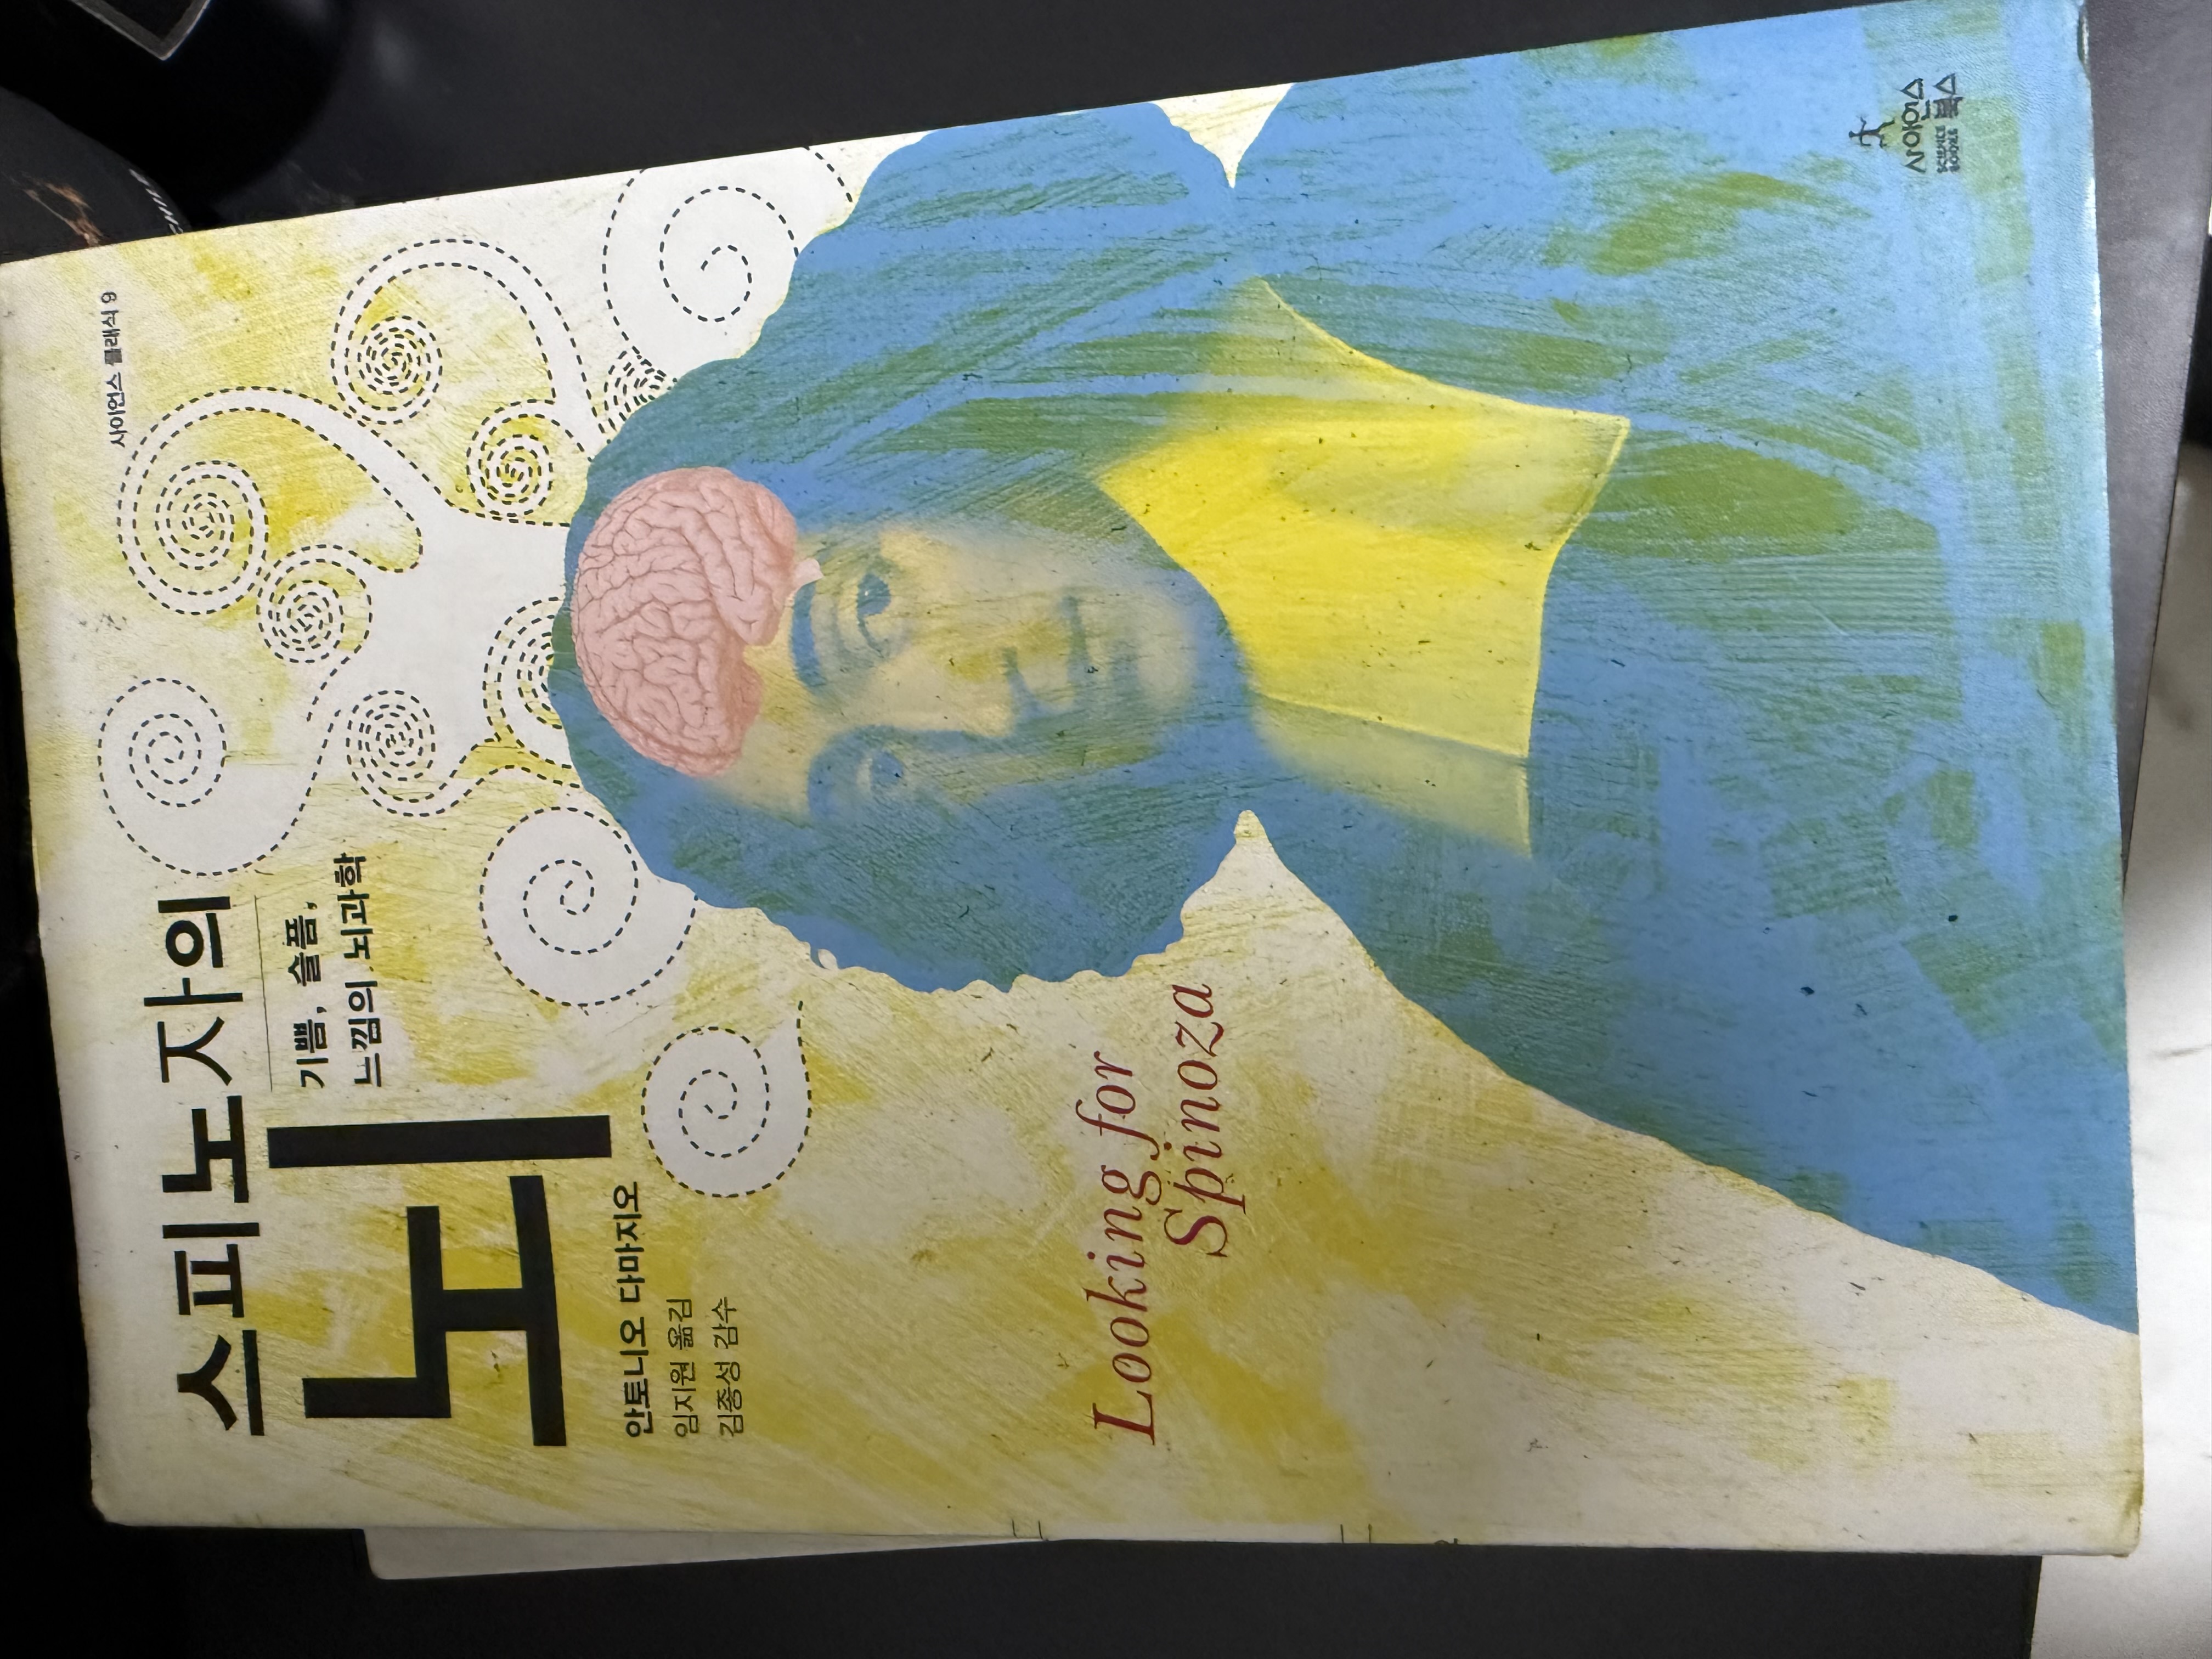 사이언스 클래식 9
스피노자의
뇌
기쁨, 슬픔,
느낌의 뇌과학
안토니오 다마지오
임지원 옮김
김종성 감수
Looking for
Spinoza
사이언스
북스
SCIENCE
BOOKS